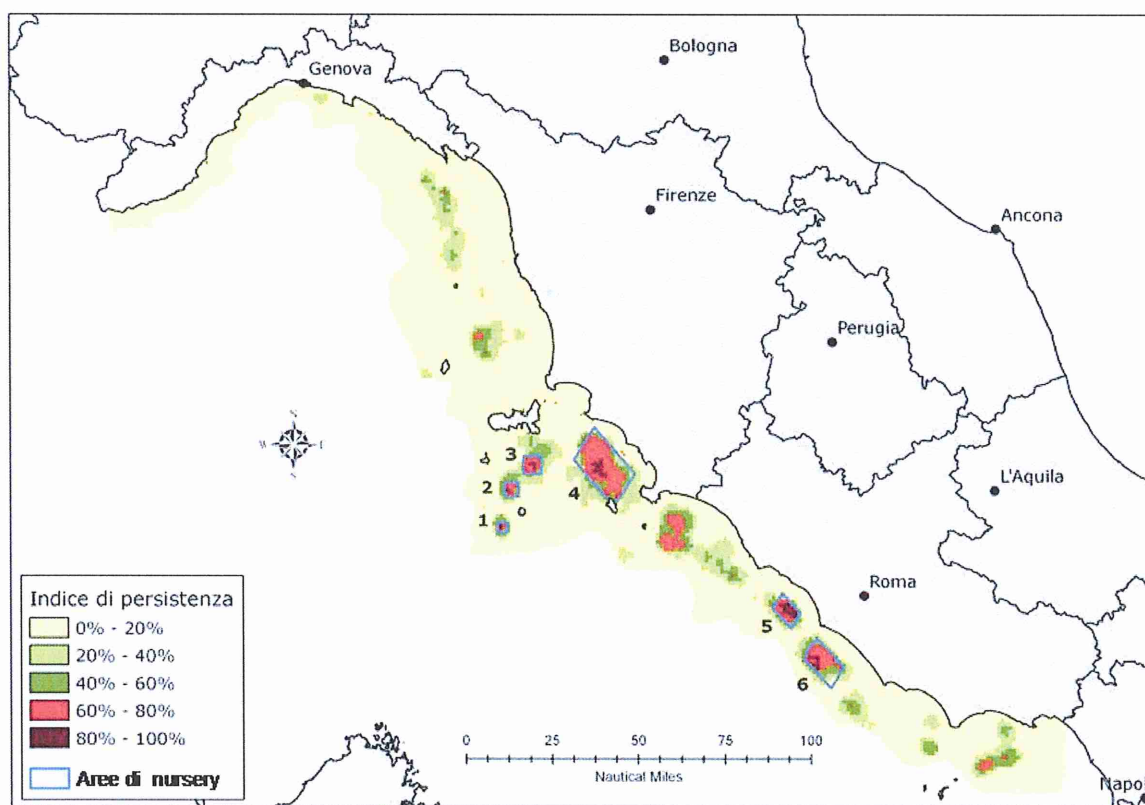 Bologna
Genova
Firenze
Ancona
Perugia
3
2
4
1
L'Aquila
Roma
5
6
N
W E
S
Indice di persistenza
0% - 20%
20% - 40%
40% - 60%
60% - 80%
80% - 100%
Aree di nursery
0 25 50 75 100
Nautical Miles
Napol